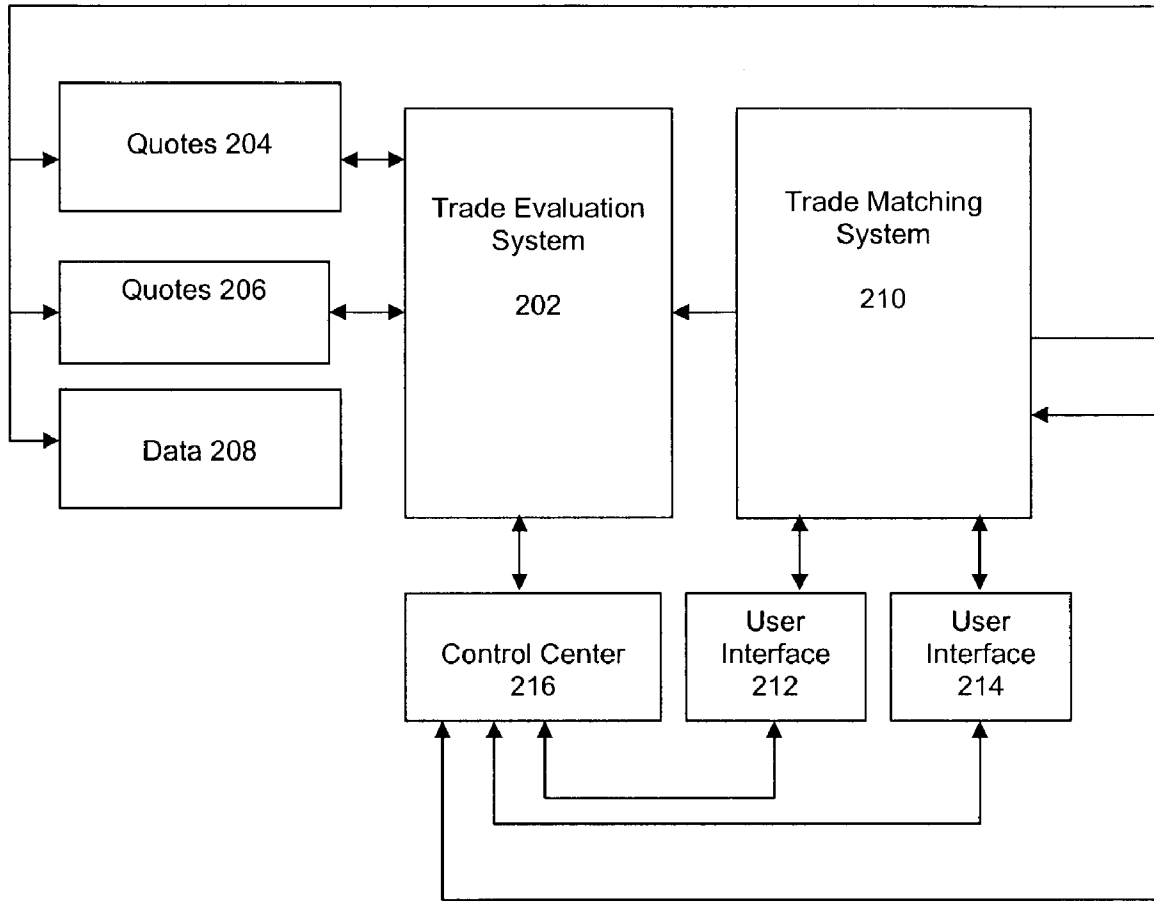 Quotes 204
Quotes 206
Data 208
Trade Evaluation
System
202
Trade Matching
System
210
Control Center
216
User
Interface
212
User
Interface
214